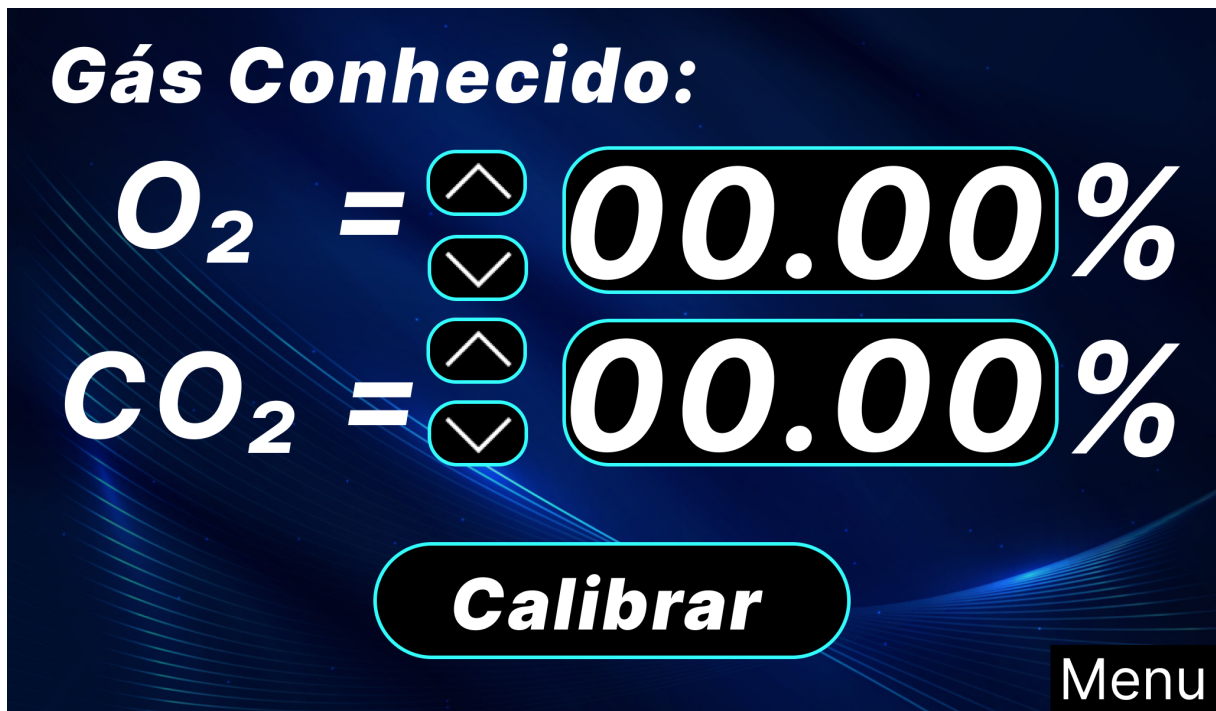 Gás Conhecido:
O₂ = 00.00%
CO₂ = 00.00%
Calibrar
Menu